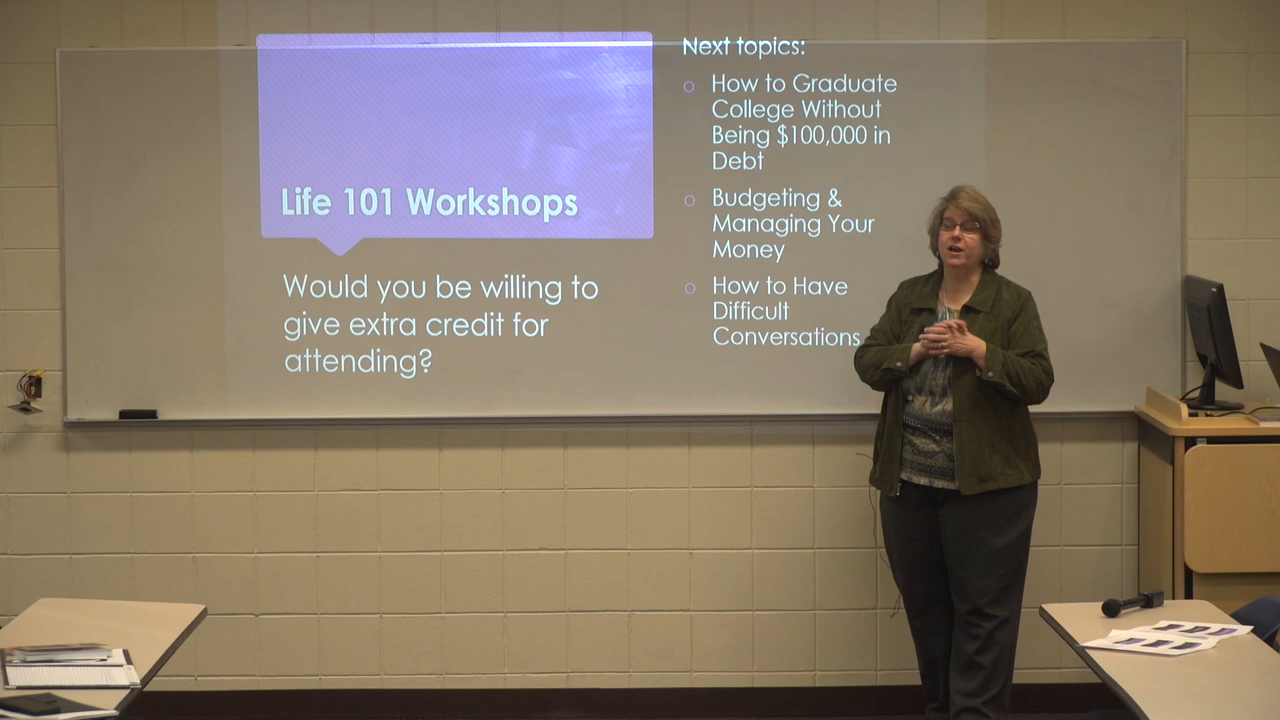 Life 101 Workshops
Would you be willing to
give extra credit for
attending?
Next topics:
o How to Graduate
College Without
Being $100,000 in
Debt
o Budgeting &
Managing Your
Money
o How to Have
Difficult
Conversations